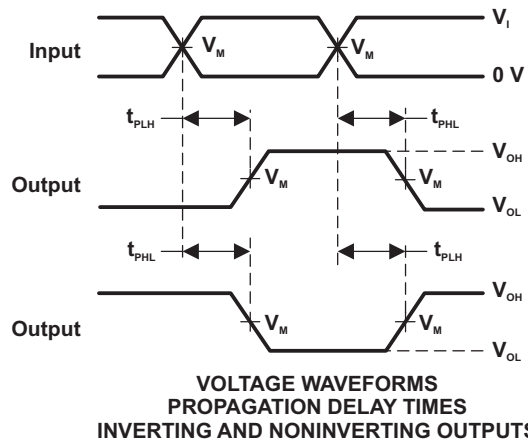 V_I
Input
V_M
V_M
0 V
t_PLH
t_PHL
V_OH
Output
V_M
V_M
V_OL
t_PHL
t_PLH
V_OH
Output
V_M
V_M
V_OL
VOLTAGE WAVEFORMS
PROPAGATION DELAY TIMES
INVERTING AND NONINVERTING OUTPUTS